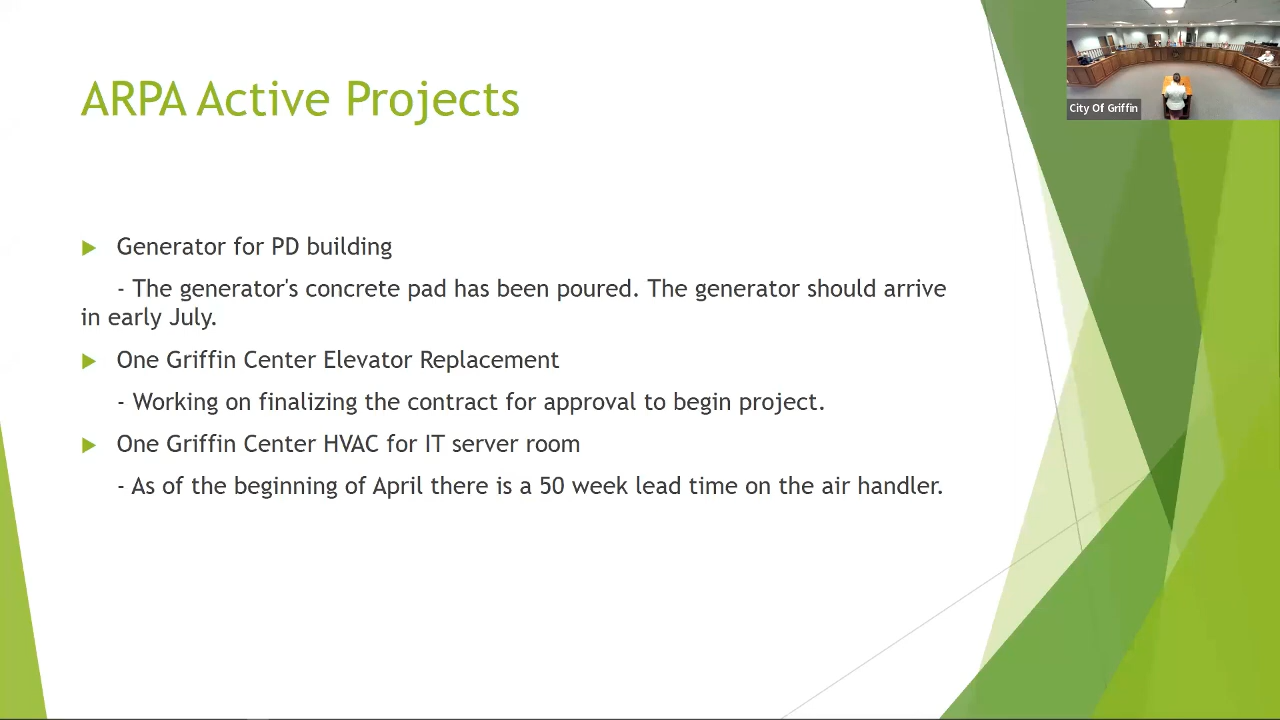 ARPA Active Projects
City Of Griffin
Generator for PD building
- The generator's concrete pad has been poured. The generator should arrive
in early July.
One Griffin Center Elevator Replacement
- Working on finalizing the contract for approval to begin project.
One Griffin Center HVAC for IT server room
- As of the beginning of April there is a 50 week lead time on the air handler.